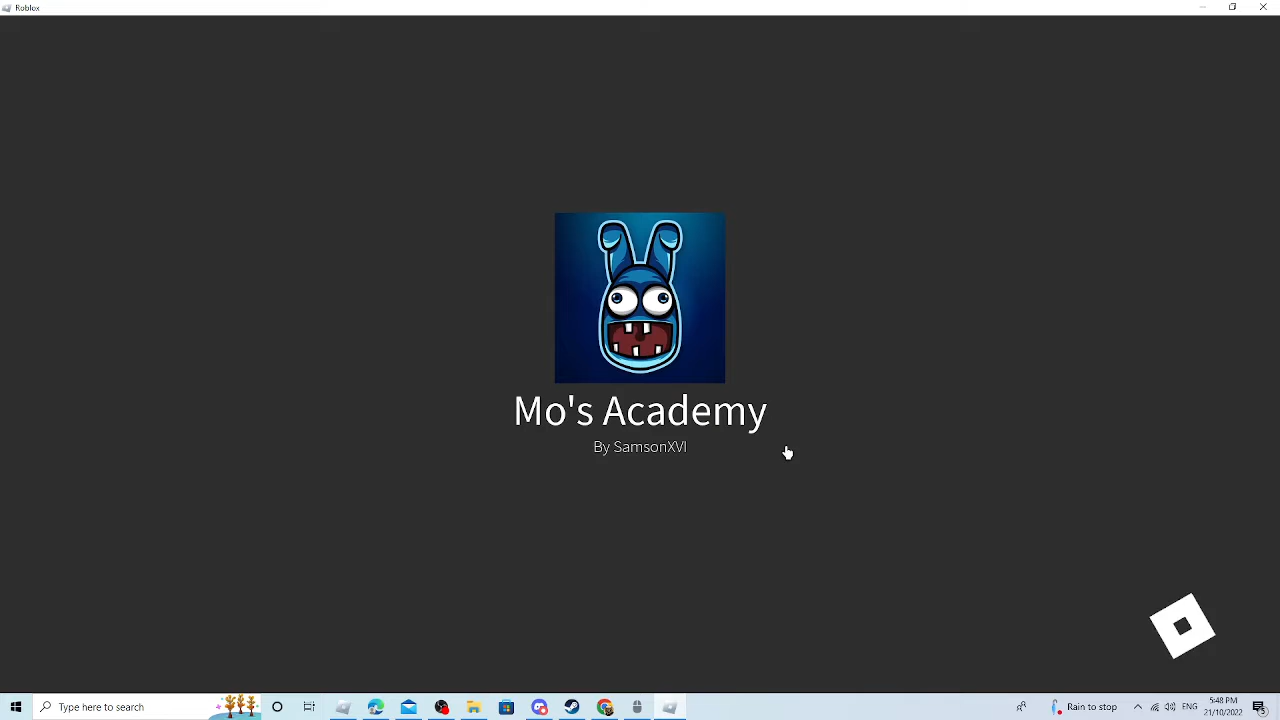 Roblox
Mo's Academy
By SamsonXVI
Type here to search
Rain to stop
ENG
5:48 PM
21/10/2022